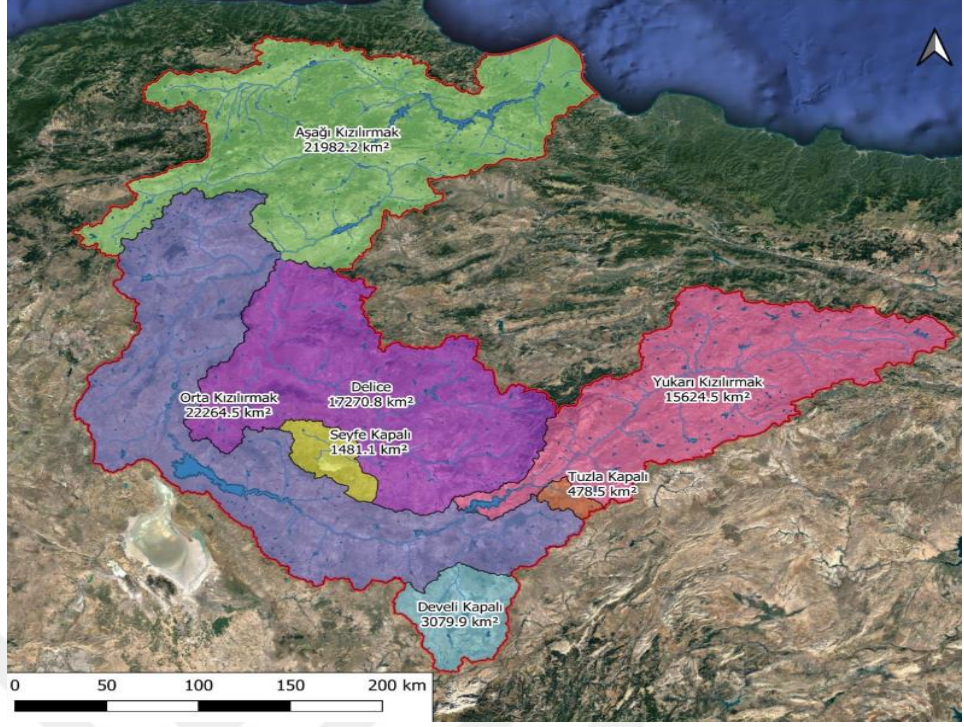 Aşağı Kızılırmak
21982.2 km²
Yukarı Kızılırmak
15624.5 km²
Delice
17270.8 km²
Orta Kızılırmak
22264.5 km²
Seyfe Kapalı
1481.1 km²
Tuzla Kapalı
478.5 km²
Develi Kapalı
3079.9 km²
0 50 100 150 200 km